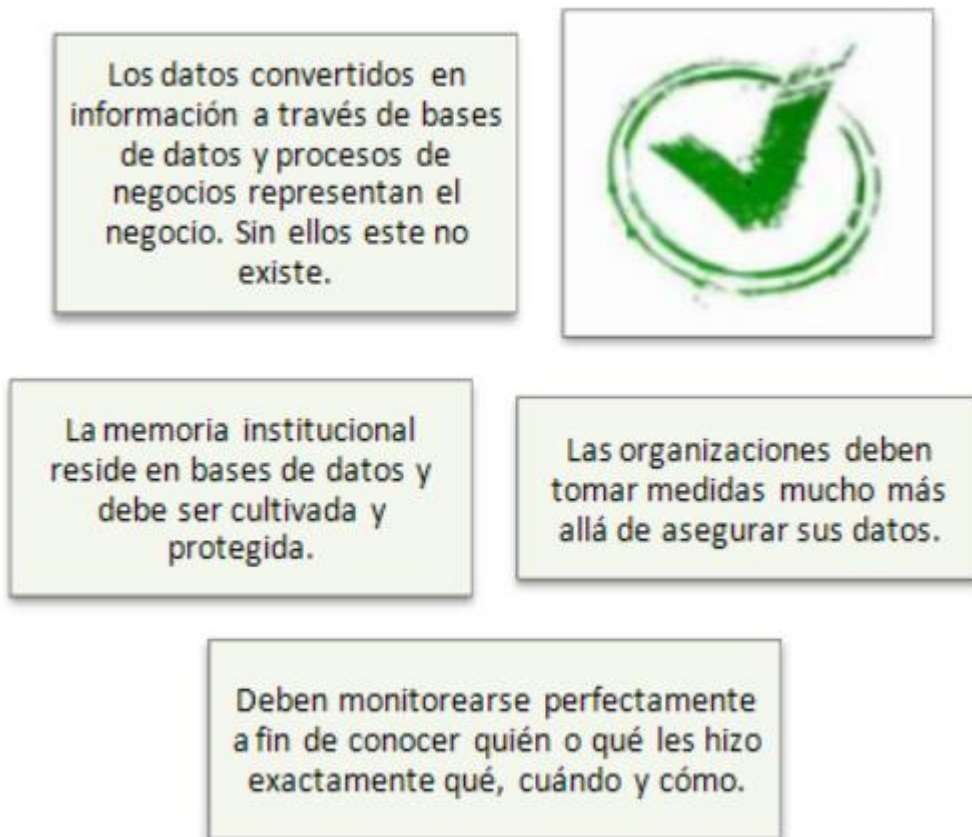 Los datos convertidos en
información a través de bases
de datos y procesos de
negocios representan el
negocio. Sin ellos este no
existe.
La memoria institucional
reside en bases de datos y
debe ser cultivada y
protegida.
Las organizaciones deben
tomar medidas mucho más
allá de asegurar sus datos.
Deben monitorearse perfectamente
a fin de conocer quién o qué les hizo
exactamente qué, cuándo y cómo.